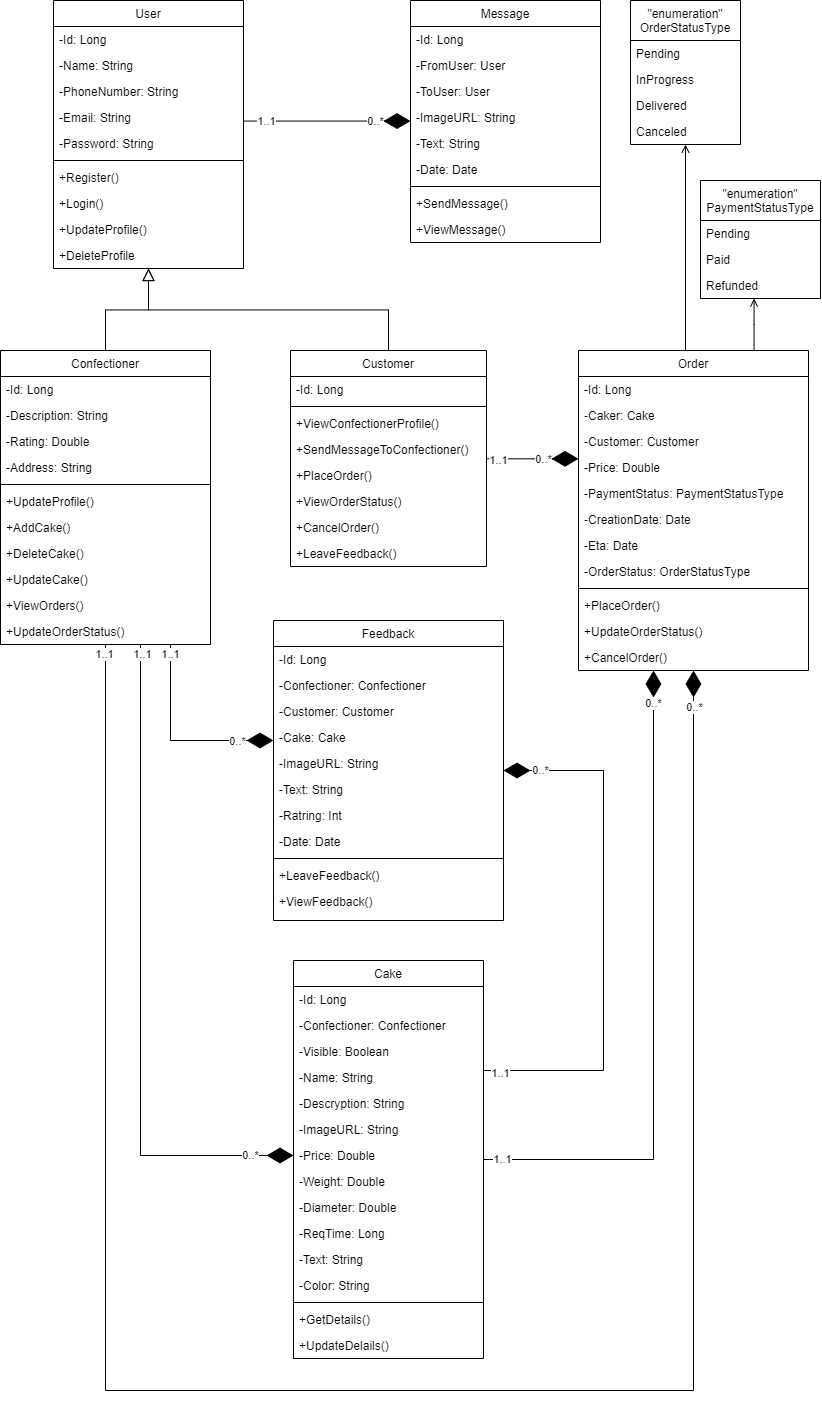 User
-Id: Long
-Name: String
-PhoneNumber: String
-Email: String
-Password: String
+Register()
+Login()
+UpdateProfile()
+DeleteProfile
1..1
0..*
Message
-Id: Long
-FromUser: User
-ToUser: User
-ImageURL: String
-Text: String
-Date: Date
+SendMessage()
+ViewMessage()
"enumeration"
OrderStatusType
Pending
InProgress
Delivered
Canceled
"enumeration"
PaymentStatusType
Pending
Paid
Refunded
Confectioner
-Id: Long
-Description: String
-Rating: Double
-Address: String
+UpdateProfile()
+AddCake()
+DeleteCake()
+UpdateCake()
+ViewOrders()
+UpdateOrderStatus()
1..1
1..1
1..1
Customer
-Id: Long
+ViewConfectionerProfile()
+SendMessageToConfectioner()
+PlaceOrder()
+ViewOrderStatus()
+CancelOrder()
+LeaveFeedback()
1..1
0..*
Order
-Id: Long
-Caker: Cake
-Customer: Customer
-Price: Double
-PaymentStatus: PaymentStatusType
-CreationDate: Date
-Eta: Date
-OrderStatus: OrderStatusType
+PlaceOrder()
+UpdateOrderStatus()
+CancelOrder()
0..*
0..*
Feedback
-Id: Long
-Confectioner: Confectioner
-Customer: Customer
-Cake: Cake
-ImageURL: String
-Text: String
-Ratring: Int
-Date: Date
+LeaveFeedback()
+ViewFeedback()
0..*
0..*
Cake
-Id: Long
-Confectioner: Confectioner
-Visible: Boolean
-Name: String
-Descryption: String
-ImageURL: String
-Price: Double
-Weight: Double
-Diameter: Double
-ReqTime: Long
-Text: String
-Color: String
+GetDetails()
+UpdateDelails()
0..*
1..1
1..1